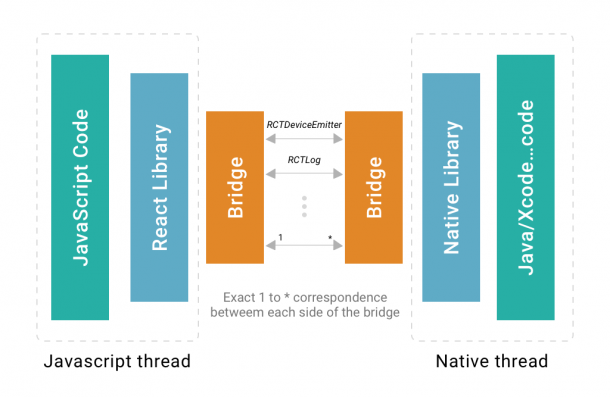 JavaScript Code
React Library
Bridge
RCTDeviceEmitter
RCTLog
1 *
Bridge
Native Library
Java/Xcode...code
Exact 1 to * correspondence
betweem each side of the bridge
Javascript thread
Native thread